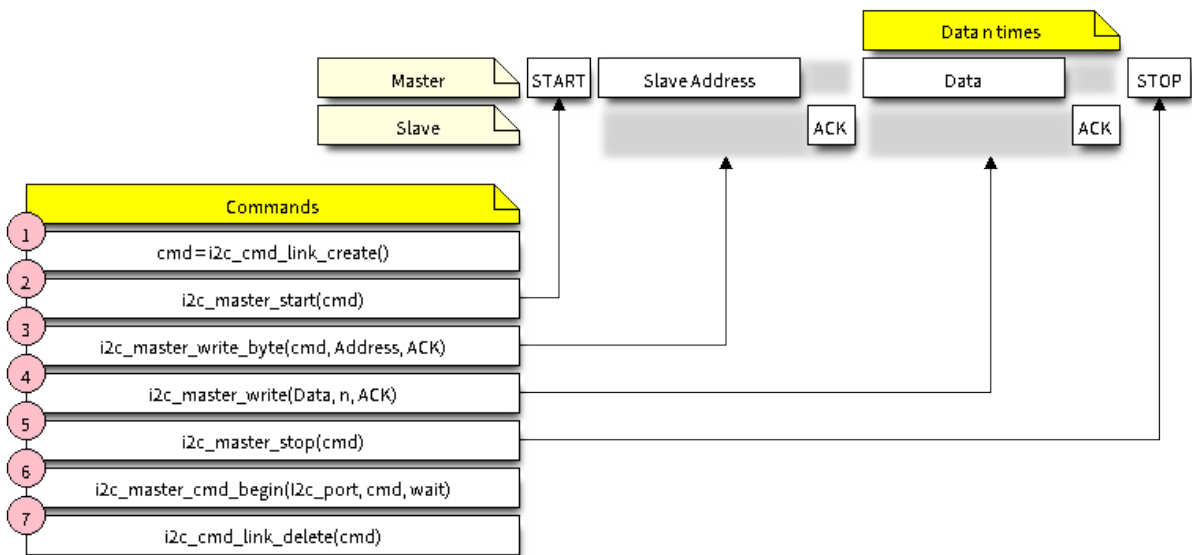 Data n times
Master START Slave Address Data STOP
Slave ACK ACK
Commands
1
cmd=i2c_cmd_link_create()
2
i2c_master_start(cmd)
3
i2c_master_write_byte(cmd, Address, ACK)
4
i2c_master_write(Data, n, ACK)
5
i2c_master_stop(cmd)
6
i2c_master_cmd_begin(I2c_port, cmd, wait)
7
i2c_cmd_link_delete(cmd)